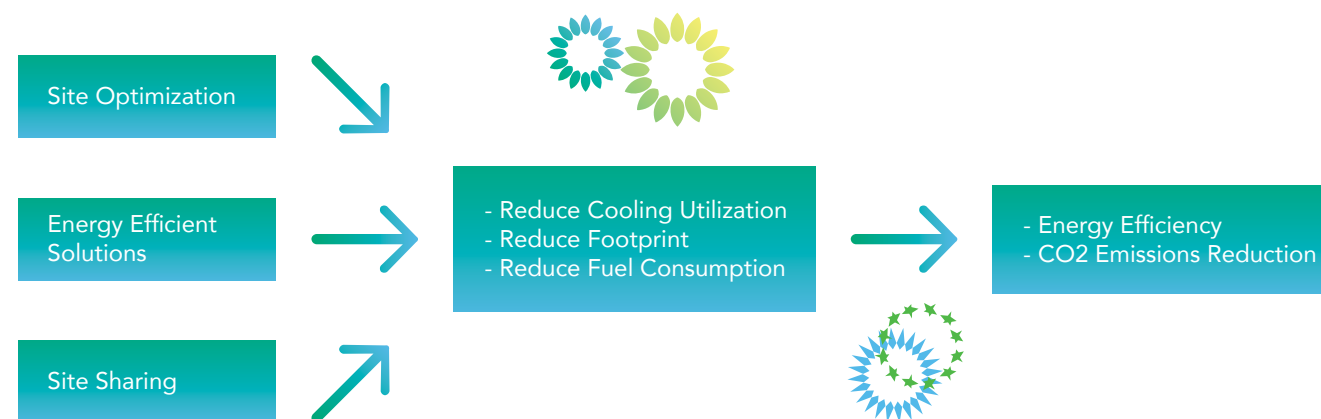 Site Optimization
Energy Efficient
Solutions
Site Sharing
- Reduce Cooling Utilization
- Reduce Footprint
- Reduce Fuel Consumption
- Energy Efficiency
- CO2 Emissions Reduction